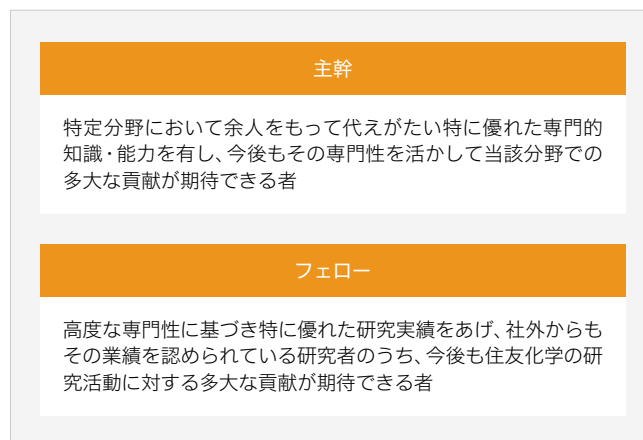 主幹
特定分野において余人をもって代えがたい特に優れた専門的
知識・能力を有し、今後もその専門性を活かして当該分野での
多大な貢献が期待できる者
フェロー
高度な専門性に基づき特に優れた研究実績をあげ、社外からも
その業績を認められている研究者のうち、今後も住友化学の研
究活動に対する多大な貢献が期待できる者